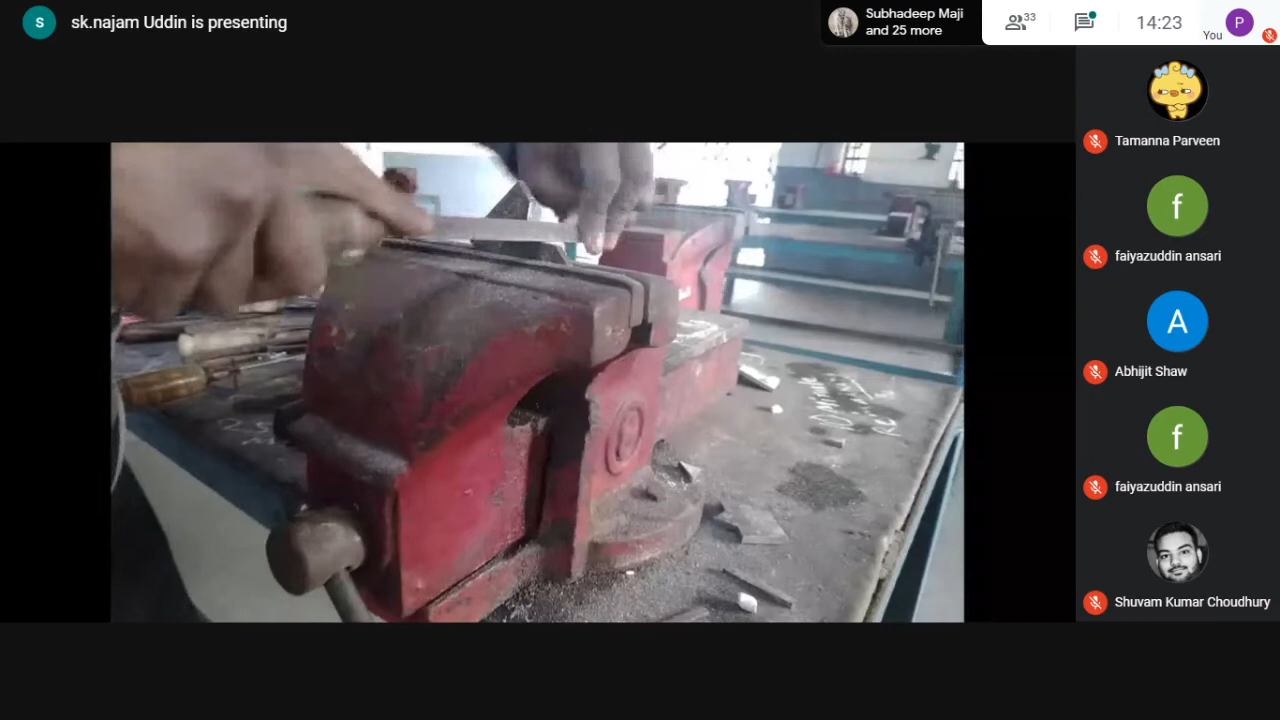 S
sk.najam Uddin is presenting
Subhadeep Maji
and 25 more
33
14:23
You
P
Tamanna Parveen
f
faiyazuddin ansari
A
Abhijit Shaw
f
faiyazuddin ansari
Shuvam Kumar Choudhury